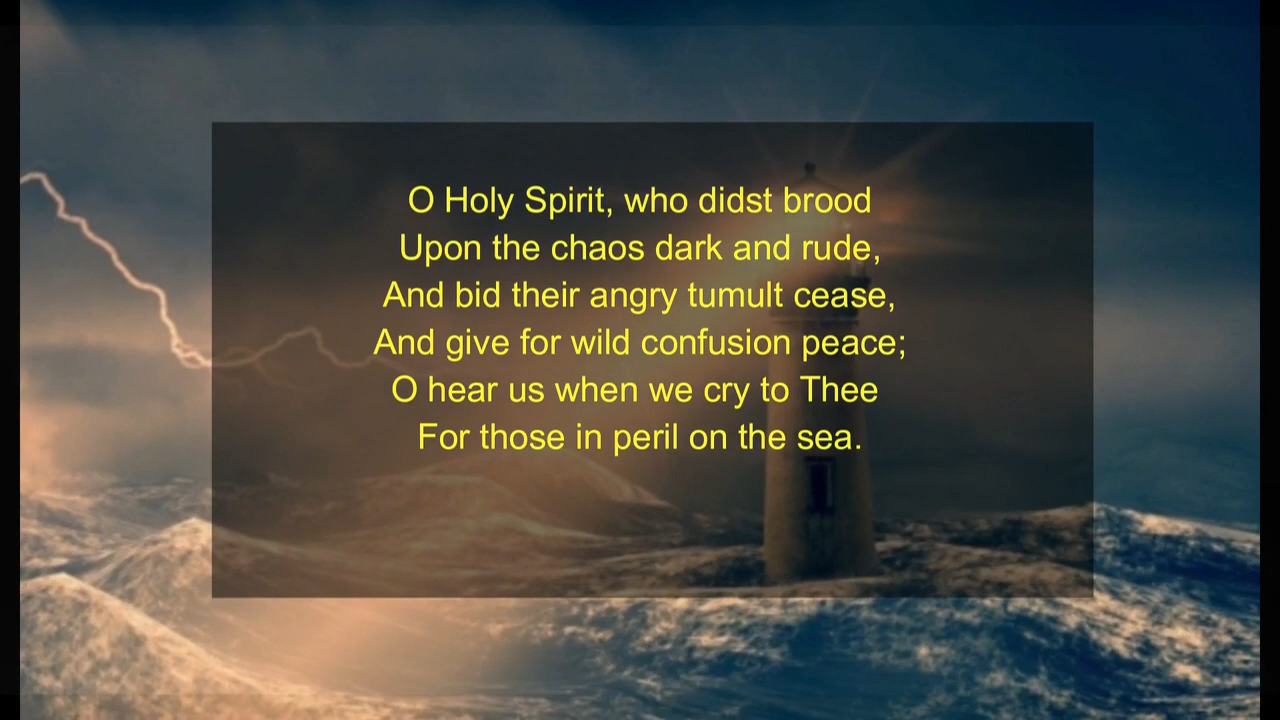 O Holy Spirit, who didst brood
Upon the chaos dark and rude,
And bid their angry tumult cease,
And give for wild confusion peace;
O hear us when we cry to Thee
For those in peril on the sea.